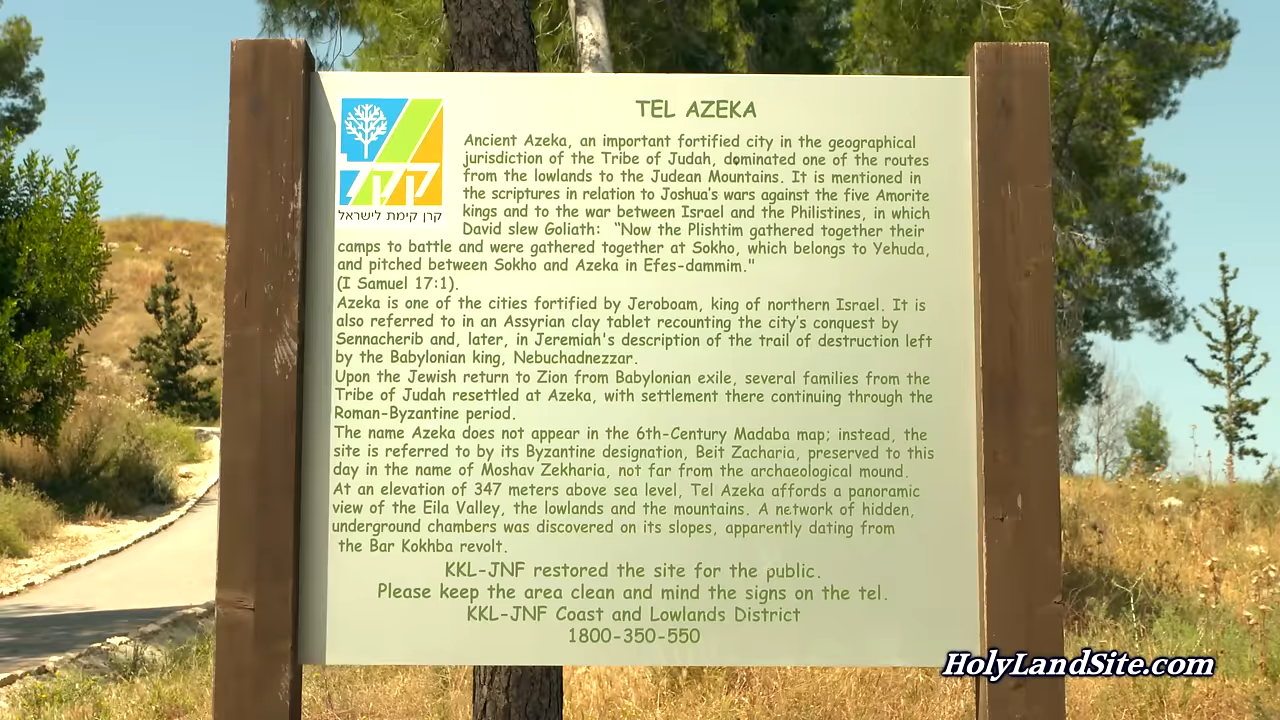 TEL AZEKA
קקל
קרן קימת לישראל
Ancient Azeka, an important fortified city in the geographical
jurisdiction of the Tribe of Judah, dominated one of the routes
from the lowlands to the Judean Mountains. It is mentioned in
the scriptures in relation to Joshua's wars against the five Amorite
kings and to the war between Israel and the Philistines, in which
David slew Goliath: "Now the Plishtim gathered together their
camps to battle and were gathered together at Sokho, which belongs to Yehuda,
and pitched between Sokho and Azeka in Efes-dammim."
(I Samuel 17:1).
Azeka is one of the cities fortified by Jeroboam, king of northern Israel. It is
also referred to in an Assyrian clay tablet recounting the city's conquest by
Sennacherib and, later, in Jeremiah's description of the trail of destruction left
by the Babylonian king, Nebuchadnezzar.
Upon the Jewish return to Zion from Babylonian exile, several families from the
Tribe of Judah resettled at Azeka, with settlement there continuing through the
Roman-Byzantine period.
The name Azeka does not appear in the 6th-Century Madaba map; instead, the
site is referred to by its Byzantine designation, Beit Zacharia, preserved to this
day in the name of Moshav Zekharia, not far from the archaeological mound.
At an elevation of 347 meters above sea level, Tel Azeka affords a panoramic
view of the Eila Valley, the lowlands and the mountains. A network of hidden,
underground chambers was discovered on its slopes, apparently dating from
the Bar Kokhba revolt.
KKL-JNF restored the site for the public.
Please keep the area clean and mind the signs on the tel.
KKL-JNF Coast and Lowlands District
1800-350-550
HolyLandSite.com